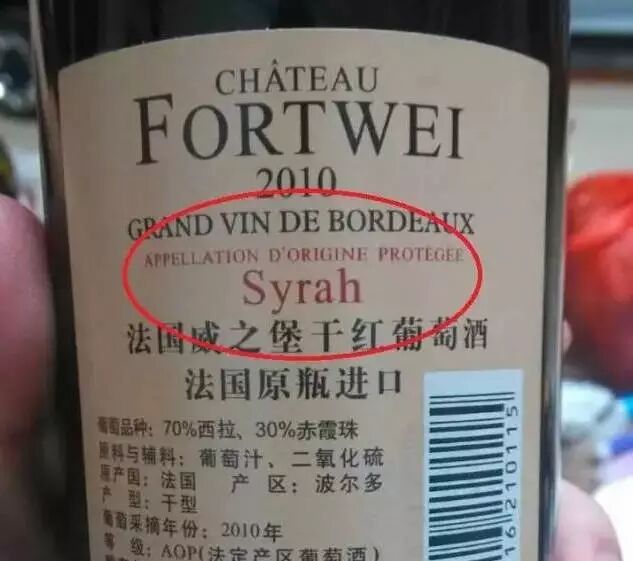 CHÂTEAU
FORTWEI
2010
GRAND VIN DE BORDEAUX
APPELLATION D'ORIGINE PROTÉGÉE
Syrah
法国威之堡干红葡萄酒
法国原瓶进口
葡萄品种：70%西拉、30%赤霞珠
原料与辅料：葡萄汁、二氧化硫
原产国：法国 产区：波尔多
产型：干型
葡萄采摘年份：2010年
等级：AOP(法定产区葡萄酒)
16210115